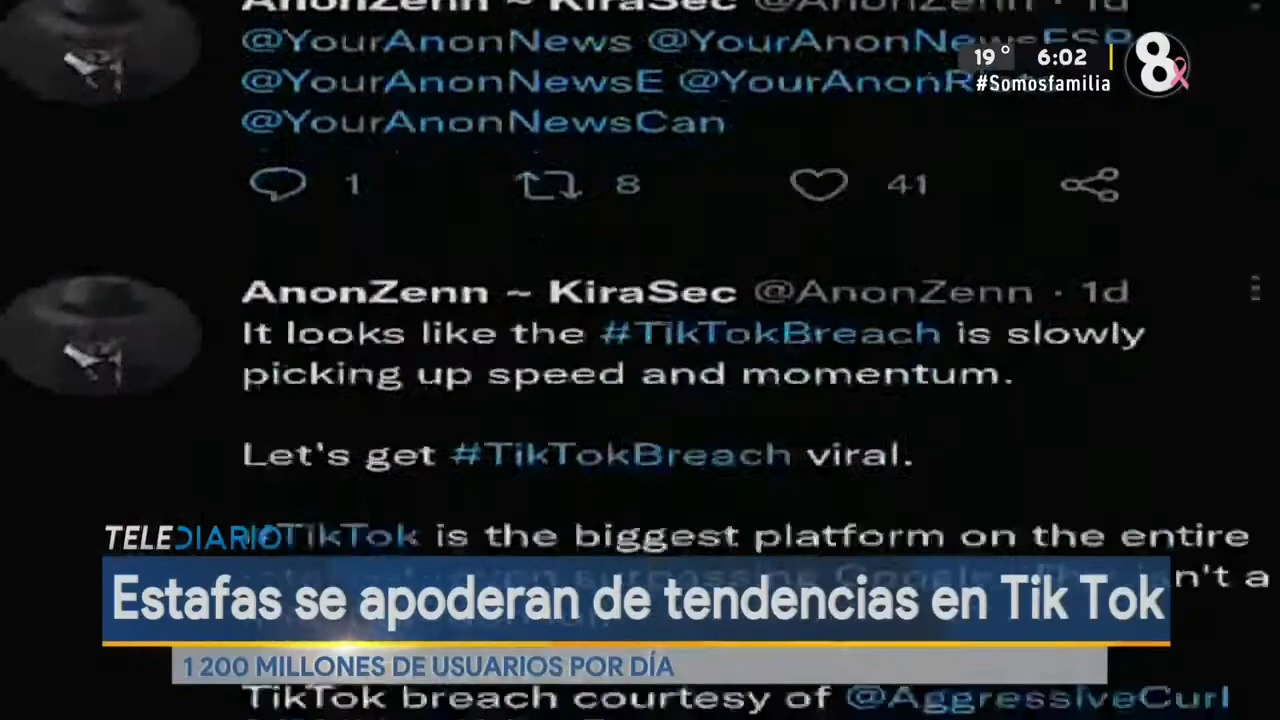 AnonZenn ~ KiraSec @AnonZenn · 1d
@YourAnonNews @YourAnonNewsESP
@YourAnonNewsE
@YourAnonNewsCan
19° 6:02
#Somosfamilia
8
1 8 41
AnonZenn ~ KiraSec @AnonZenn · 1d
It looks like the #TikTokBreach is slowly
picking up speed and momentum.
Let's get #TikTokBreach viral.
#TikTok is the biggest platform on the entire
TELEDIARIO
Estafas se apoderan de tendencias en Tik Tok
1 200 MILLONES DE USUARIOS POR DÍA
TikTok breach courtesy of @AggressiveCurl